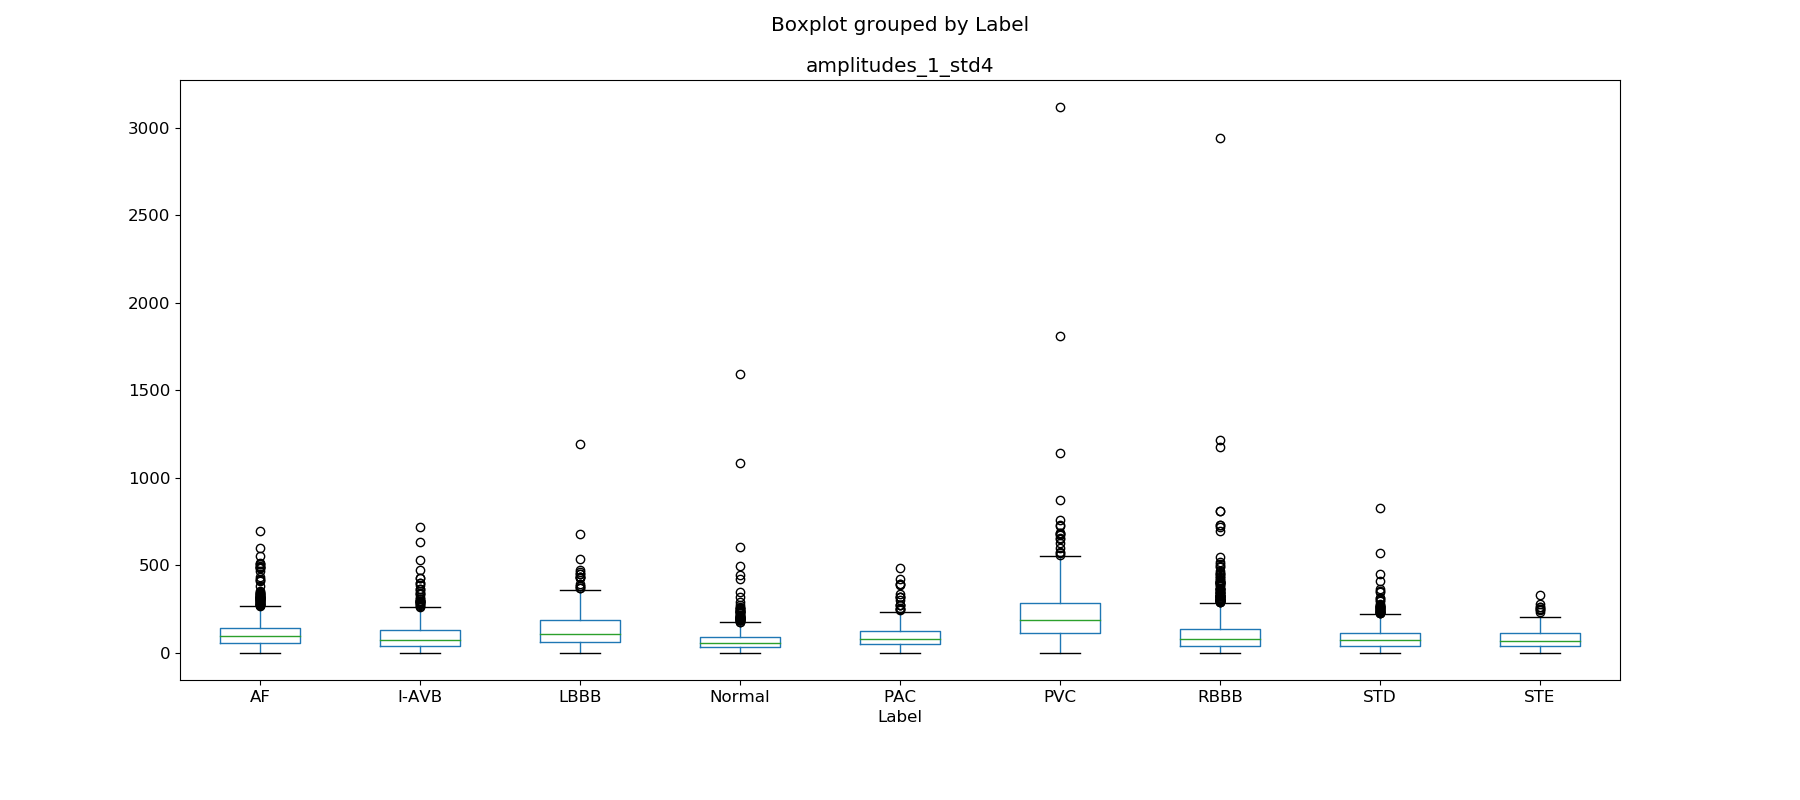 Boxplot grouped by Label
amplitudes_1_std4
3000
2500
2000
1500
1000
500
0
AF I-AVB LBBB Normal PAC PVC RBBB STD STE
Label